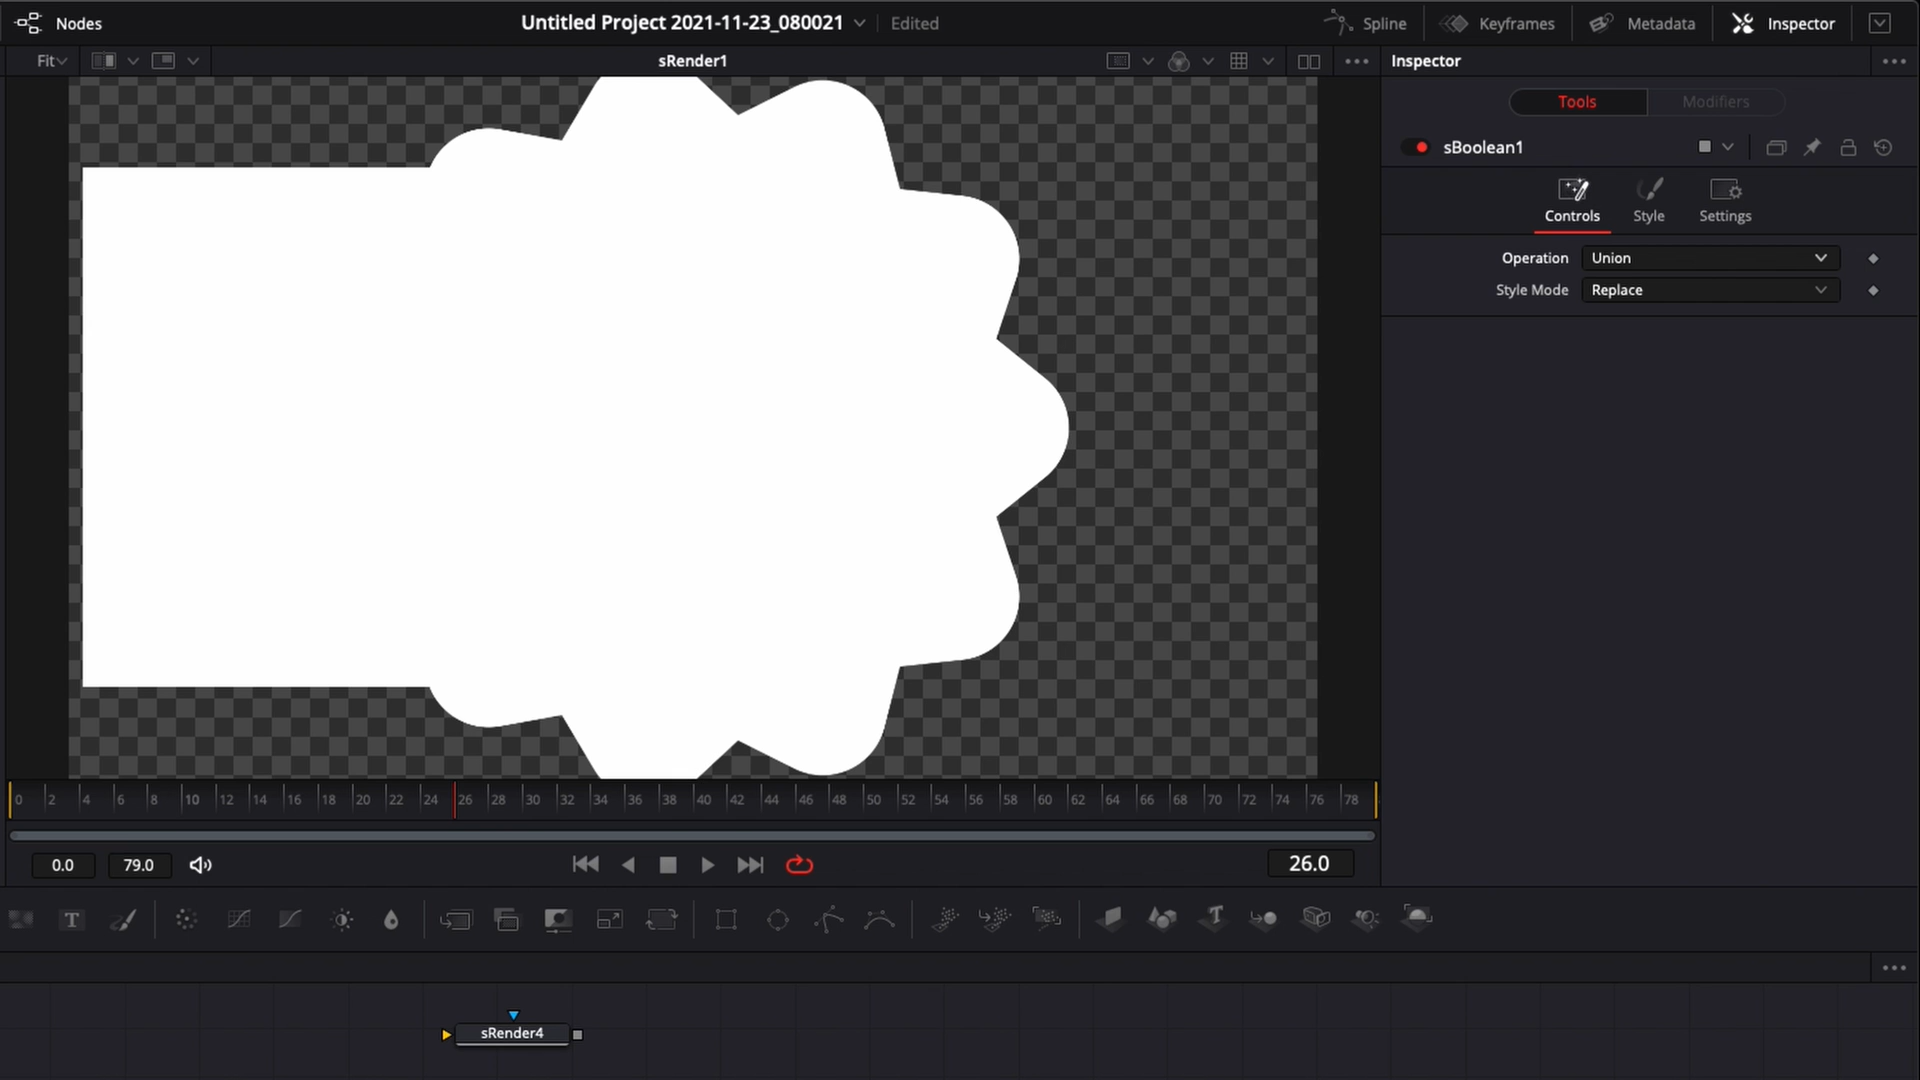 Nodes
Untitled Project 2021-11-23_080021
Edited
Spline
Keyframes
Metadata
Inspector
Fit
sRender1
Inspector
Tools
Modifiers
sBoolean1
Controls
Style
Settings
Operation
Union
Style Mode
Replace
0 2 4 6 8 10 12 14 16 18 20 22 24 26 28 30 32 34 36 38 40 42 44 46 48 50 52 54 56 58 60 62 64 66 68 70 72 74 76 78
0.0
79.0
26.0
T
sRender4